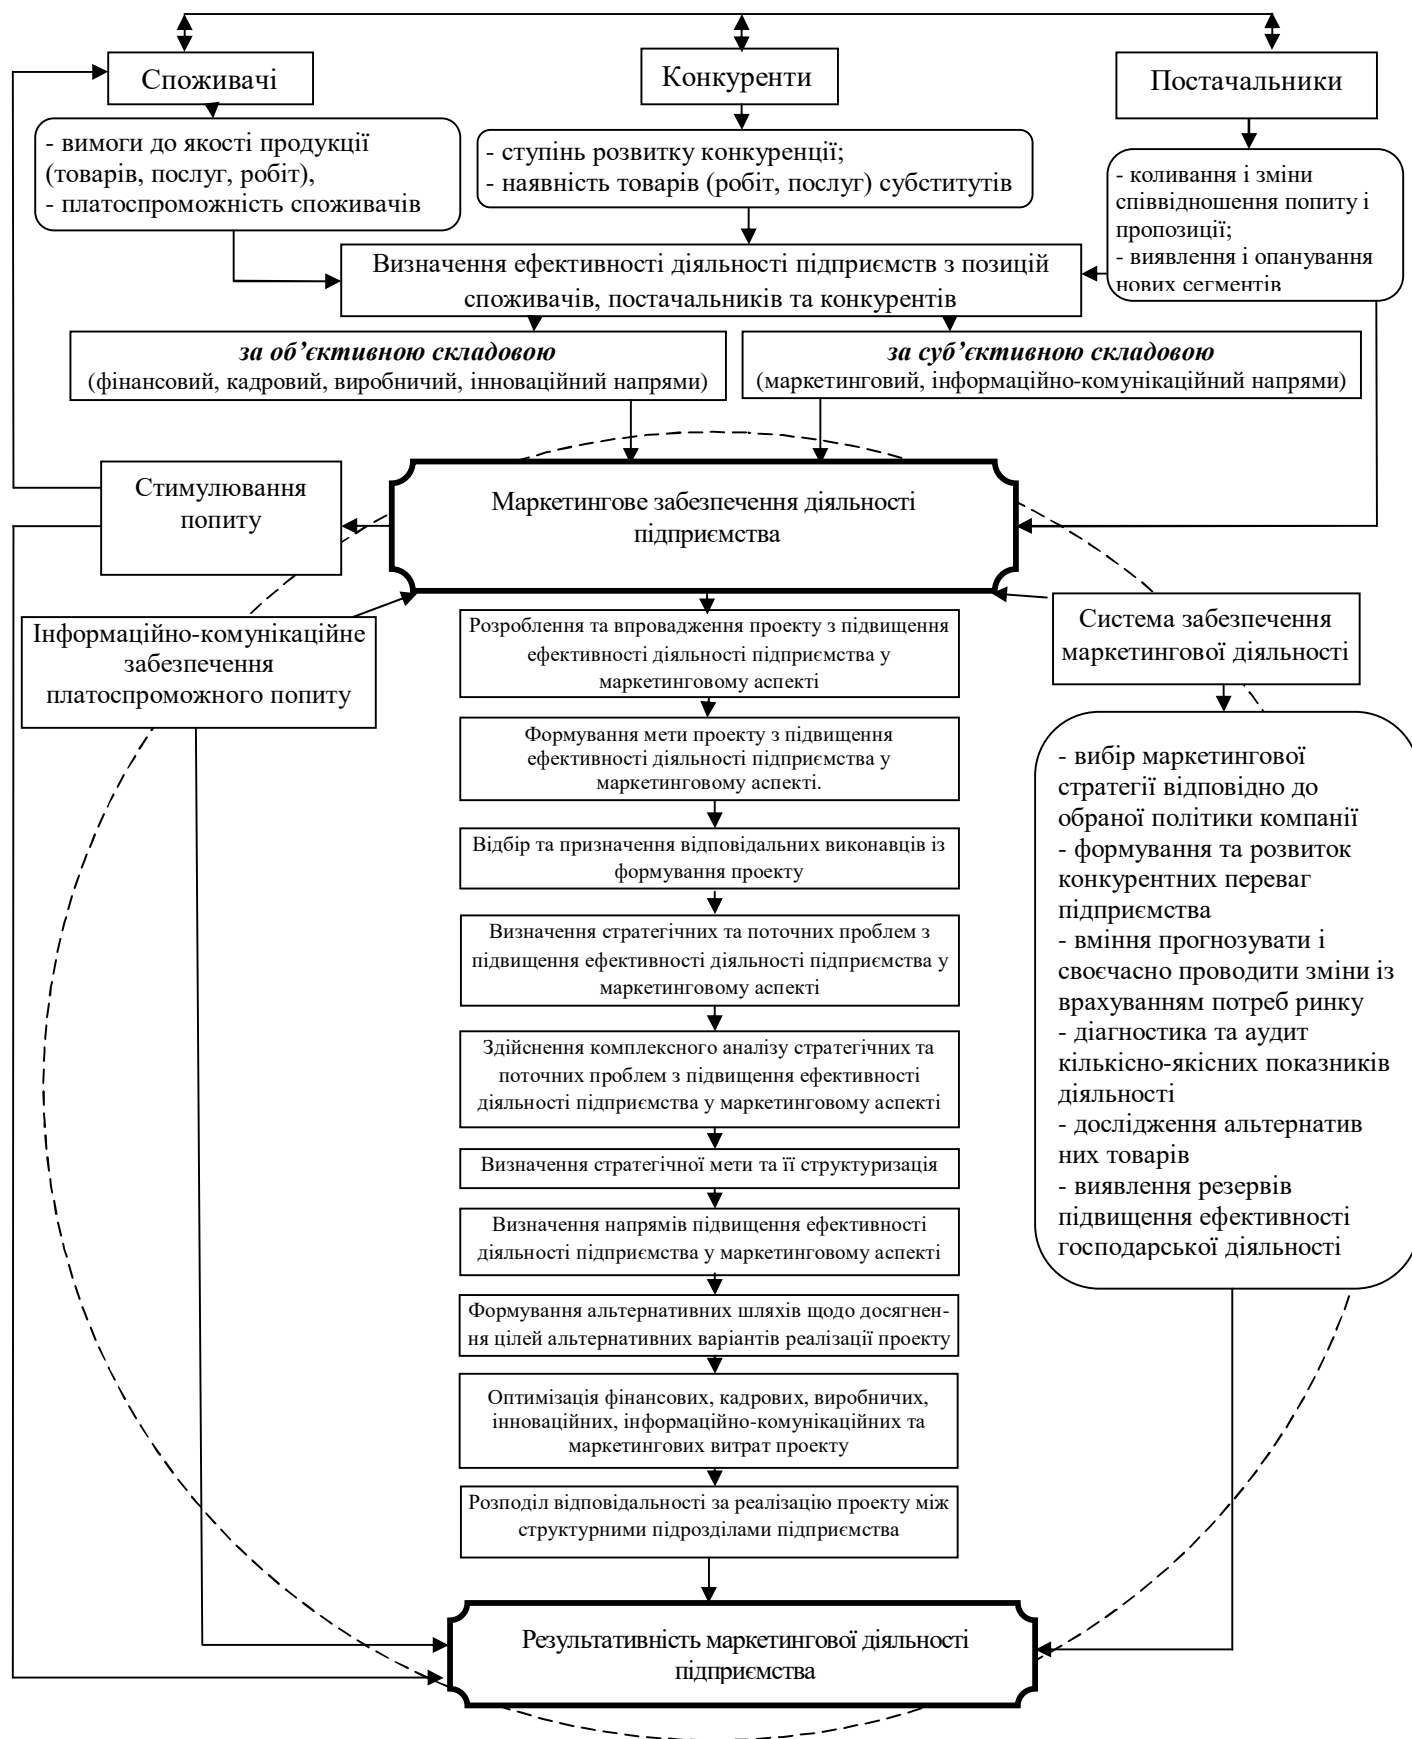 Споживачі
Конкуренти
Постачальники
- вимоги до якості продукції
(товарів, послуг, робіт),
- платоспроможність споживачів
- ступінь розвитку конкуренції;
- наявність товарів (робіт, послуг) субститутів
- коливання і зміни
співвідношення попиту і
пропозиції;
- виявлення і опанування
нових сегментів
Визначення ефективності діяльності підприємств з позицій
споживачів, постачальників та конкурентів
за об’єктивною складовою
(фінансовий, кадровий, виробничий, інноваційний напрями)
за суб’єктивною складовою
(маркетинговий, інформаційно-комунікаційний напрями)
Стимулювання
попиту
Маркетингове забезпечення діяльності
підприємства
Інформаційно-комунікаційне
забезпечення
платоспроможного попиту
Система забезпечення
маркетингової діяльності
Розроблення та впровадження проекту з підвищення
ефективності діяльності підприємства у
маркетинговому аспекті
Формування мети проекту з підвищення
ефективності діяльності підприємства у
маркетинговому аспекті.
Відбір та призначення відповідальних виконавців із
формування проекту
Визначення стратегічних та поточних проблем з
підвищення ефективності діяльності підприємства у
маркетинговому аспекті
Здійснення комплексного аналізу стратегічних та
поточних проблем з підвищення ефективності
діяльності підприємства у маркетинговому аспекті
Визначення стратегічної мети та її структуризація
Визначення напрямів підвищення ефективності
діяльності підприємства у маркетинговому аспекті
Формування альтернативних шляхів щодо досягнен-
ня цілей альтернативних варіантів реалізації проекту
Оптимізація фінансових, кадрових, виробничих,
інноваційних, інформаційно-комунікаційних та
маркетингових витрат проекту
Розподіл відповідальності за реалізацію проекту між
структурними підрозділами підприємства
- вибір маркетингової
стратегії відповідно до
обраної політики компанії
- формування та розвиток
конкурентних переваг
підприємства
- вміння прогнозувати і
своєчасно проводити зміни із
врахуванням потреб ринку
- діагностика та аудит
кількісно-якісних показників
діяльності
- дослідження альтернатив
них товарів
- виявлення резервів
підвищення ефективності
господарської діяльності
Результативність маркетингової діяльності
підприємства